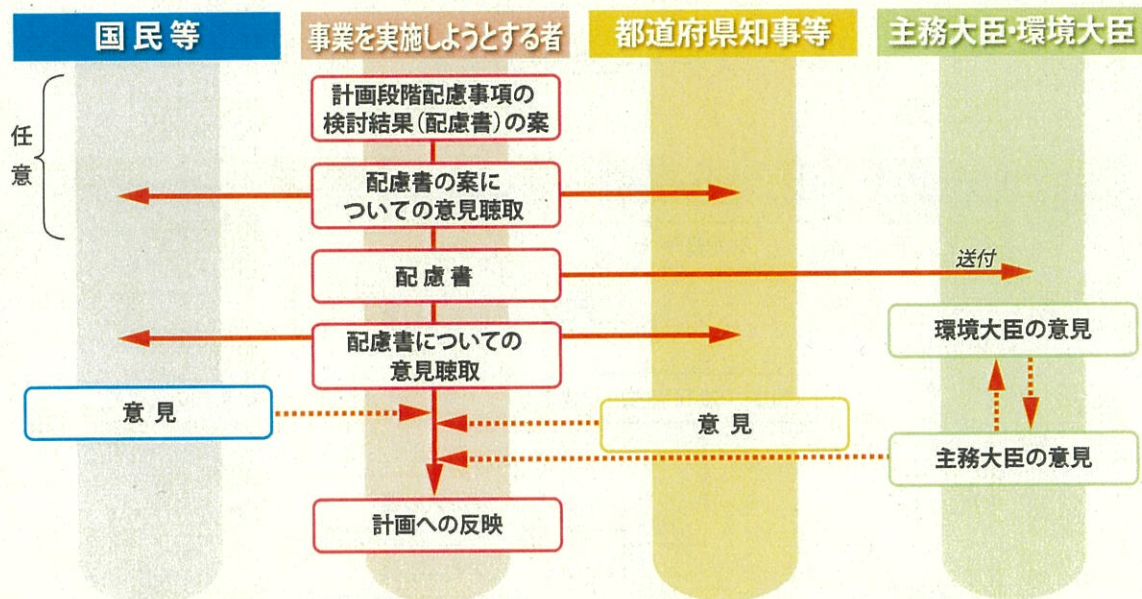 国民等
事業を実施しようとする者
都道府県知事等
主務大臣・環境大臣
任意
計画段階配慮事項の
検討結果(配慮書)の案
配慮書の案に
ついての意見聴取
配慮書
送付
配慮書についての
意見聴取
環境大臣の意見
意見
意見
主務大臣の意見
計画への反映